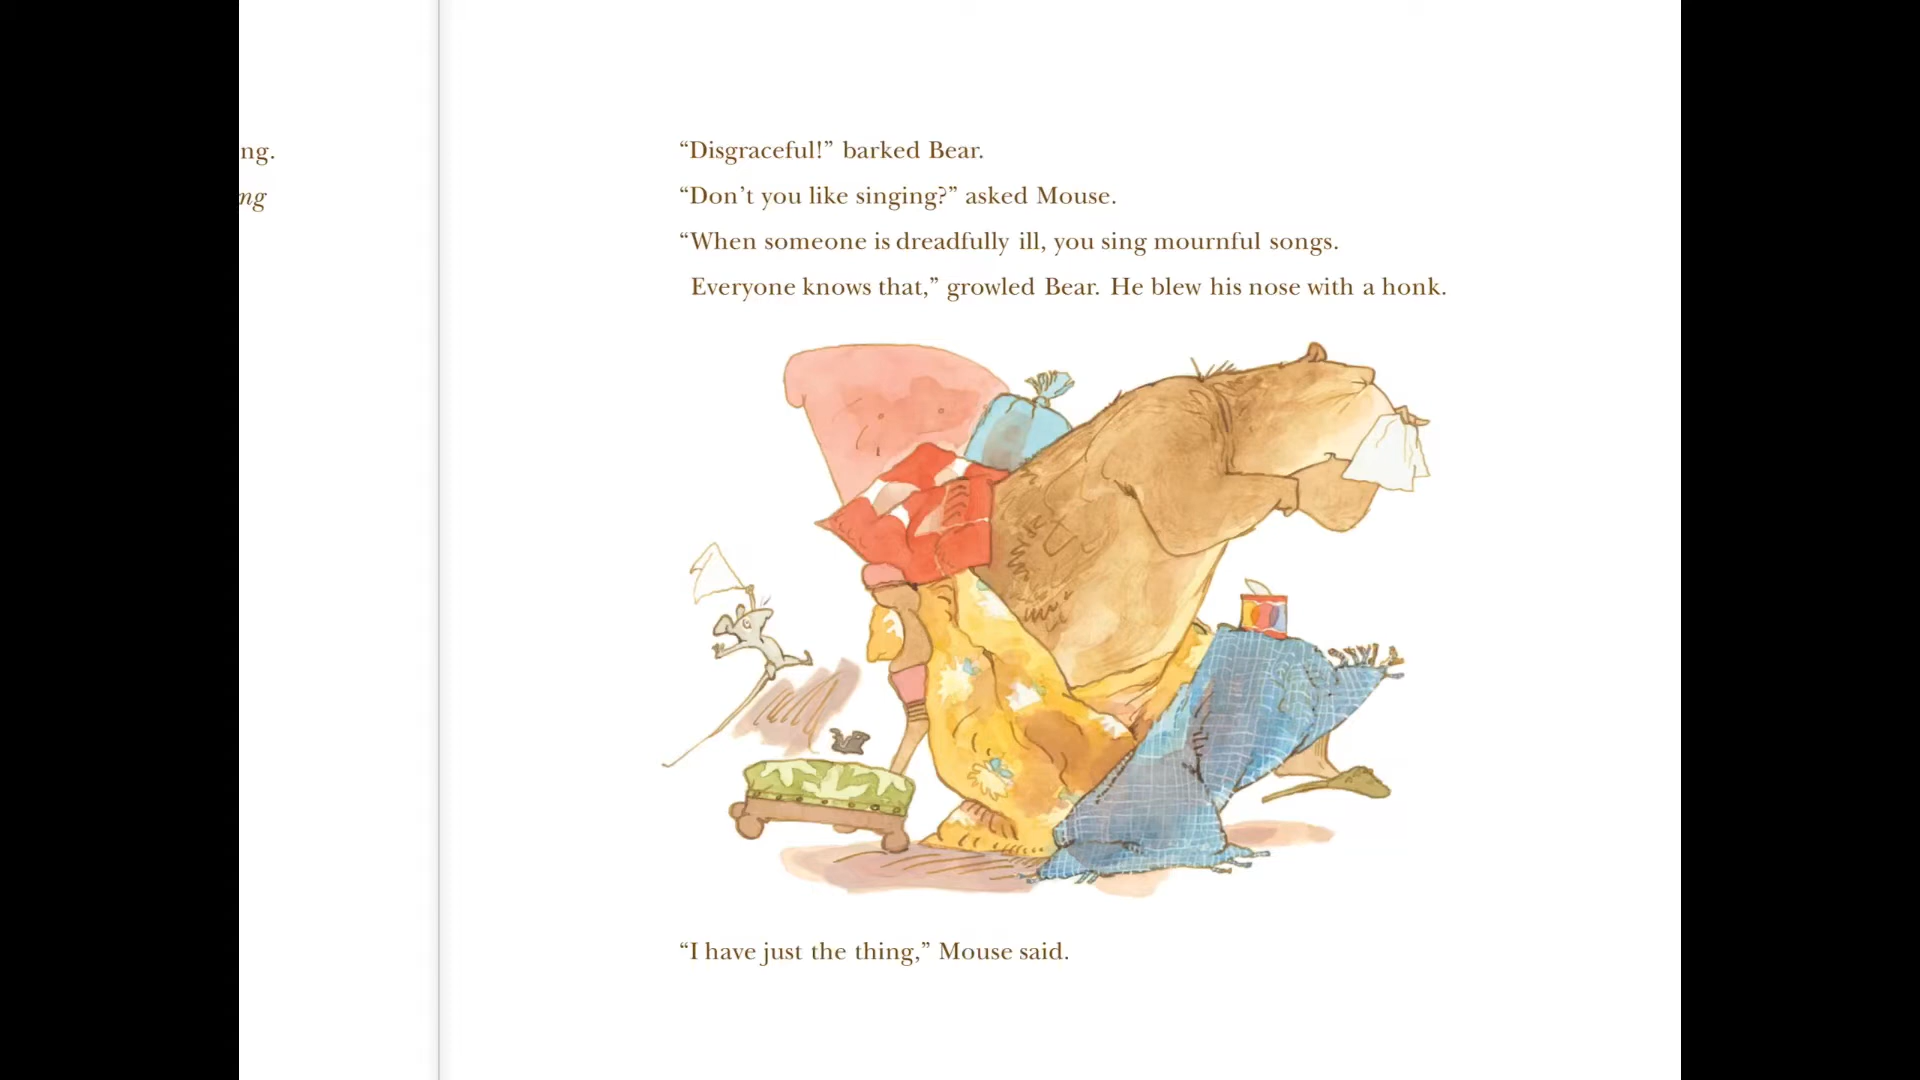 ng.
ng
“Disgraceful!” barked Bear.
“Don’t you like singing?” asked Mouse.
“When someone is dreadfully ill, you sing mournful songs.
Everyone knows that,” growled Bear. He blew his nose with a honk.
“I have just the thing,” Mouse said.